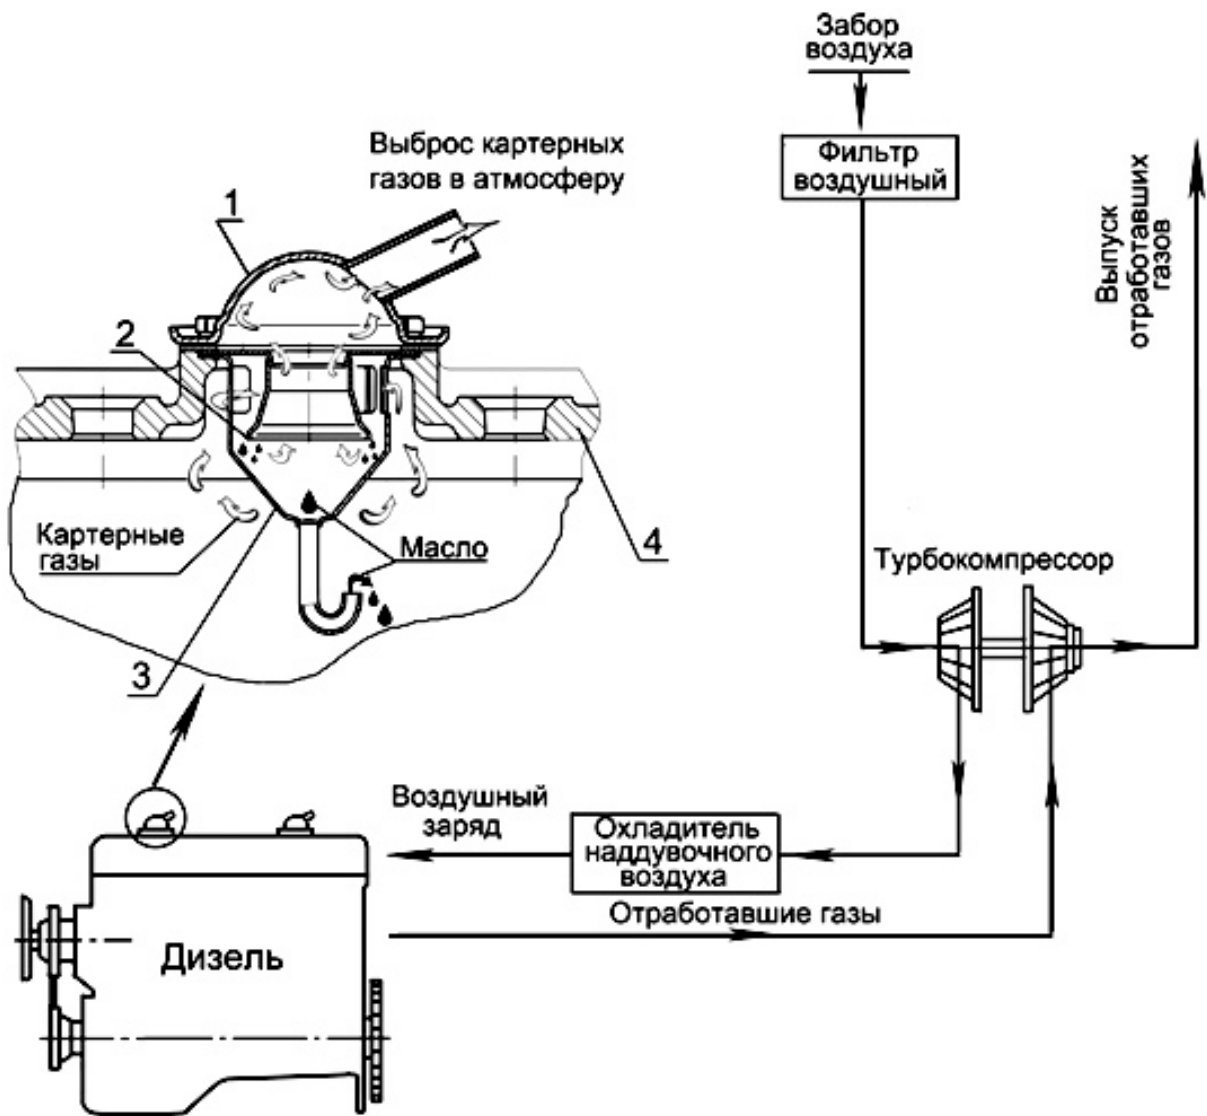 Забор
воздуха
Фильтр
воздушный
Выброс картерных
газов в атмосферу
1
2
Выпуск
отработавших
газов
Картерные
газы
Масло
4
3
Турбокомпрессор
Воздушный
заряд
Охладитель
наддувочного
воздуха
Отработавшие газы
Дизель